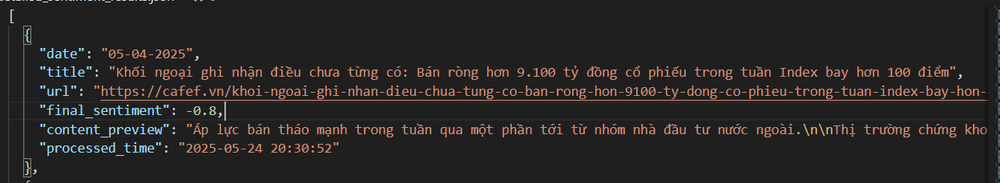 [
{
"date": "05-04-2025",
"title": "Khối ngoại ghi nhận điều chưa từng có: Bán ròng hơn 9.100 tỷ đồng cổ phiếu trong tuần Index bay hơn 100 điểm",
"url": "https://cafef.vn/khoi-ngoai-ghi-nhan-dieu-chua-tung-co-ban-rong-hon-9100-ty-dong-co-phieu-trong-tuan-index-bay-hon-
"final_sentiment": -0.8,
"content_preview": "Áp lực bán tháo mạnh trong tuần qua một phần tới từ nhóm nhà đầu tư nước ngoài.\n\nThị trường chứng kho
"processed_time": "2025-05-24 20:30:52"
},